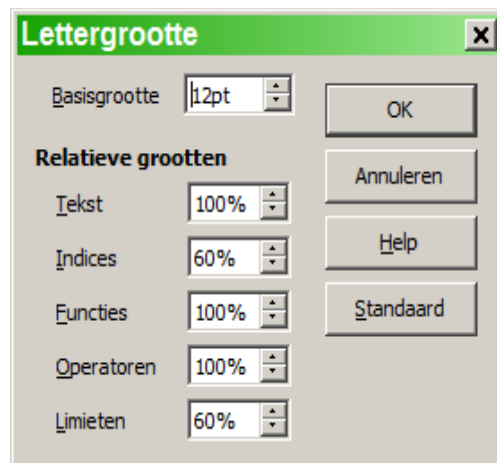 Lettergrootte
Basisgrootte 12pt
OK
Relatieve grootten
Annuleren
Tekst 100%
Help
Indices 60%
Standaard
Functies 100%
Operatoren 100%
Limieten 60%